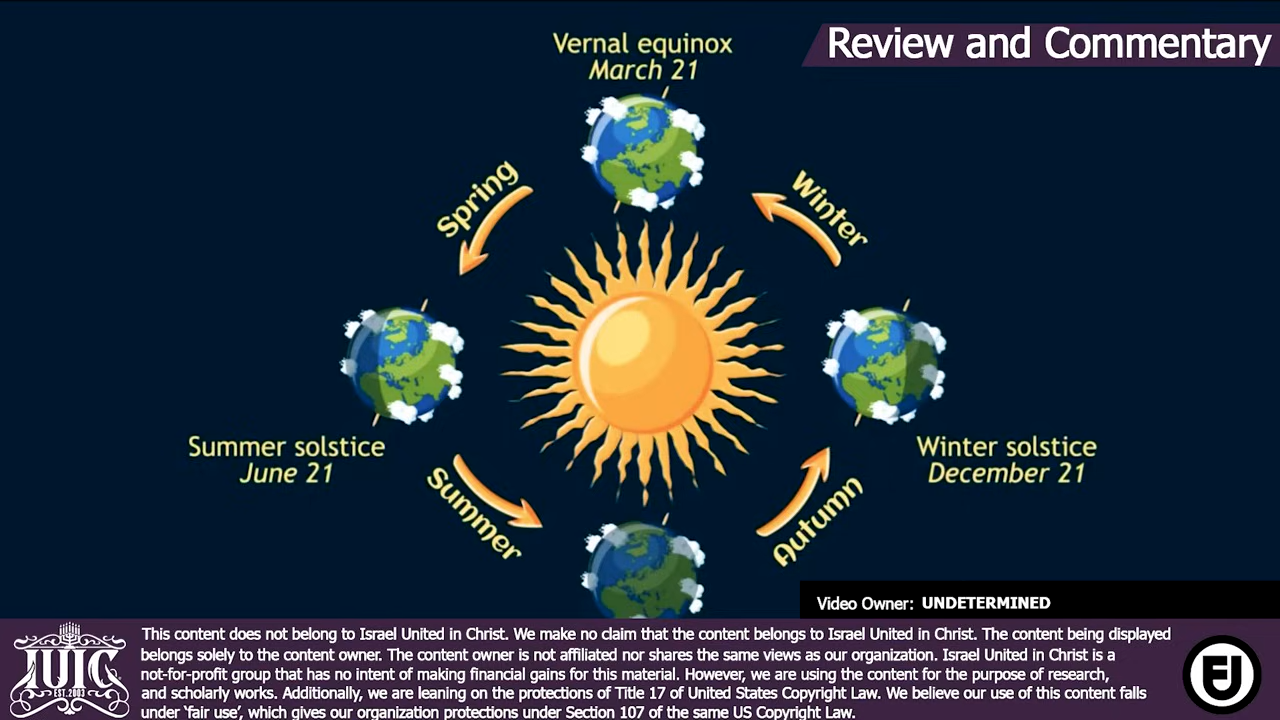 Review and Commentary
Vernal equinox
March 21
Spring
Winter
Summer solstice
June 21
Winter solstice
December 21
Summer
Autumn
Video Owner: UNDETERMINED
This content does not belong to Israel United in Christ. We make no claim that the content belongs to Israel United in Christ. The content being displayed
belongs solely to the content owner. The content owner is not affiliated nor shares the same views as our organization. Israel United in Christ is a
not-for-profit group that has no intent of making financial gains for this material. However, we are using the content for the purpose of research,
and scholarly works. Additionally, we are leaning on the protections of Title 17 of United States Copyright Law. We believe our use of this content falls
under ‘fair use’, which gives our organization protections under Section 107 of the same US Copyright Law.
IUIC
EST. 2003